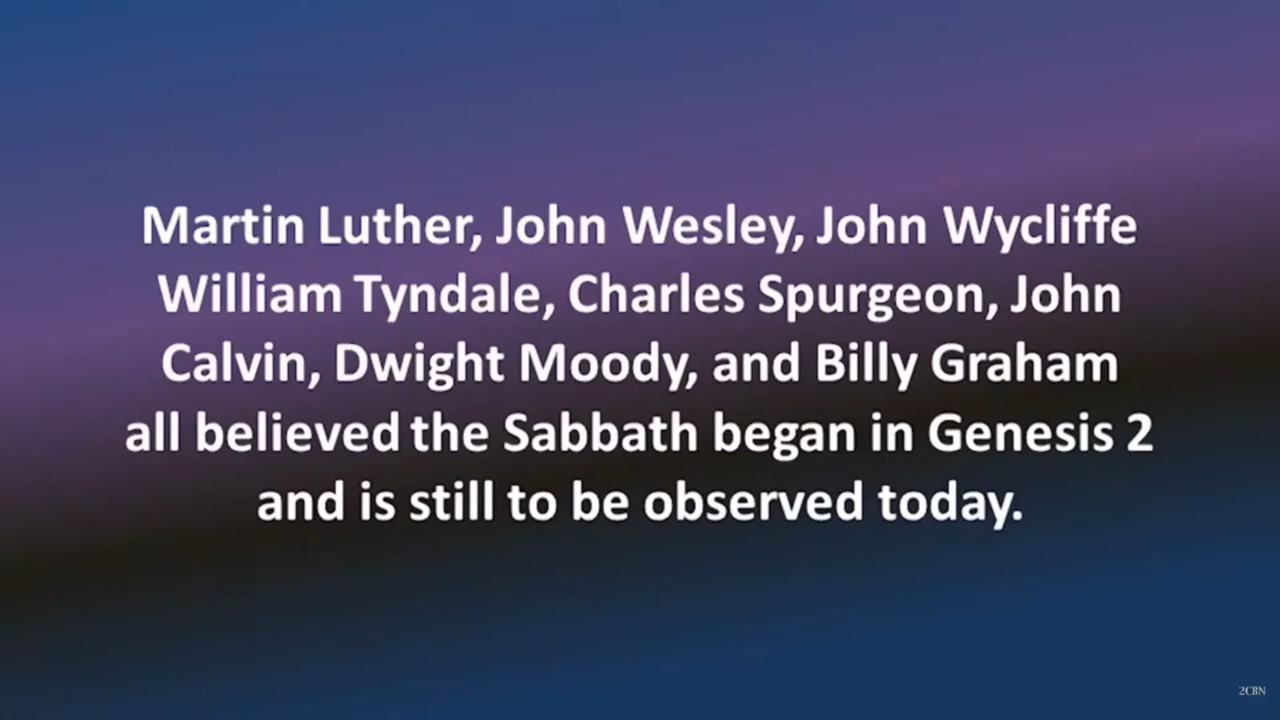 Martin Luther, John Wesley, John Wycliffe
William Tyndale, Charles Spurgeon, John
Calvin, Dwight Moody, and Billy Graham
all believed the Sabbath began in Genesis 2
and is still to be observed today.
2CBN